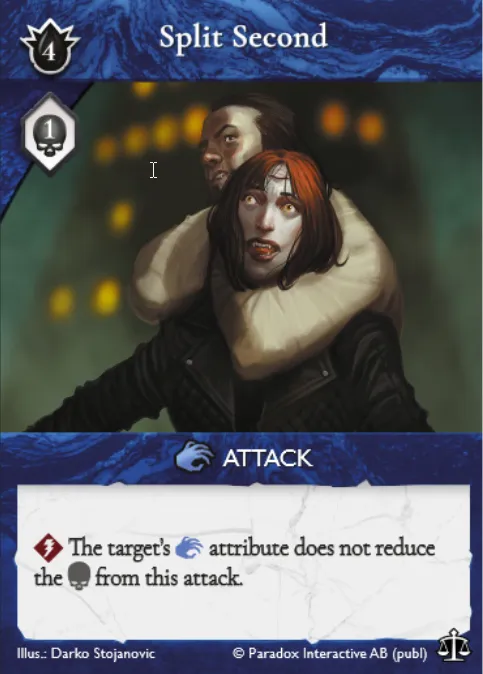 4
Split Second
1
ATTACK
The target's attribute does not reduce
the from this attack.
Illus.: Darko Stojanovic
© Paradox Interactive AB (publ)